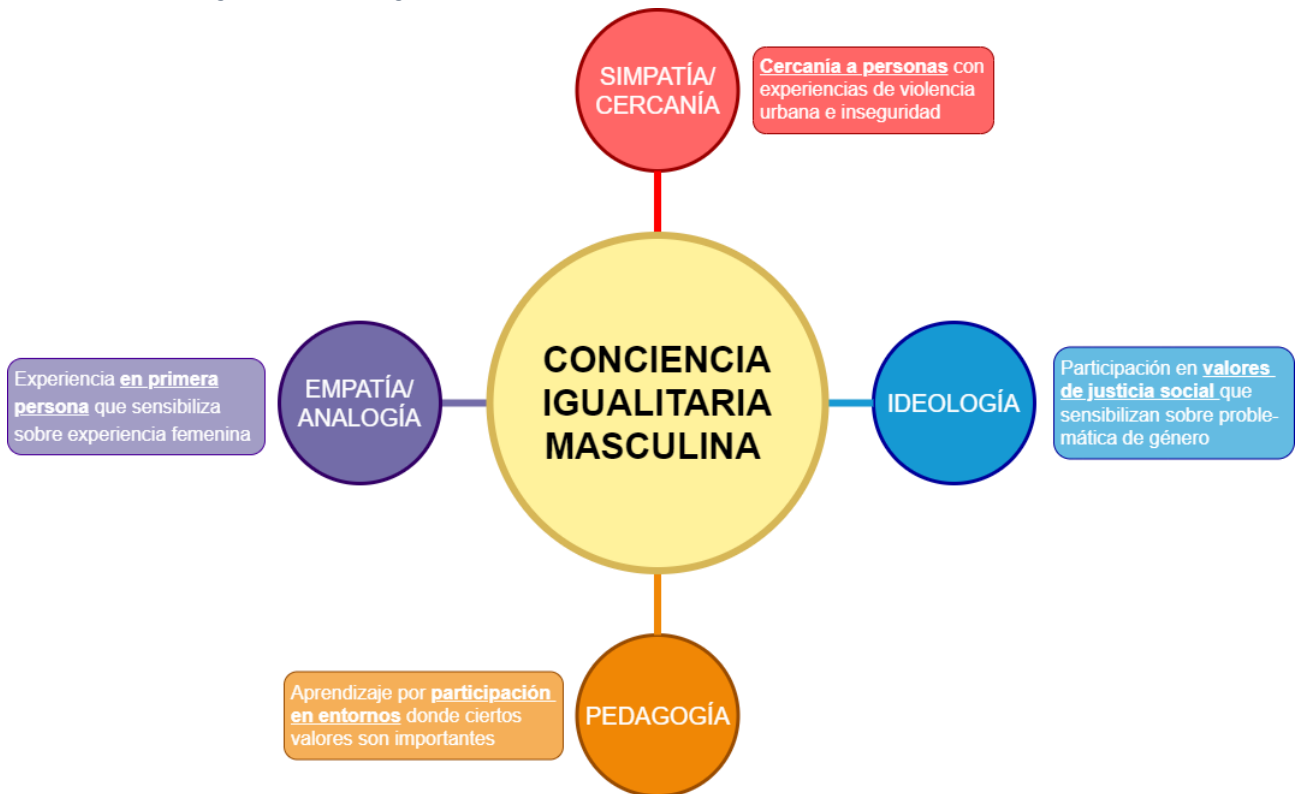 SIMPATÍA/
CERCANÍA
Cercanía a personas con
experiencias de violencia
urbana e inseguridad
CONCIENCIA
IGUALITARIA
MASCULINA
EMPATÍA/
ANALOGÍA
Experiencia en primera
persona que sensibiliza
sobre experiencia femenina
IDEOLOGÍA
Participación en valores
de justicia social que
sensibilizan sobre proble-
mática de género
Aprendizaje por participación
en entornos donde ciertos
valores son importantes
PEDAGOGÍA